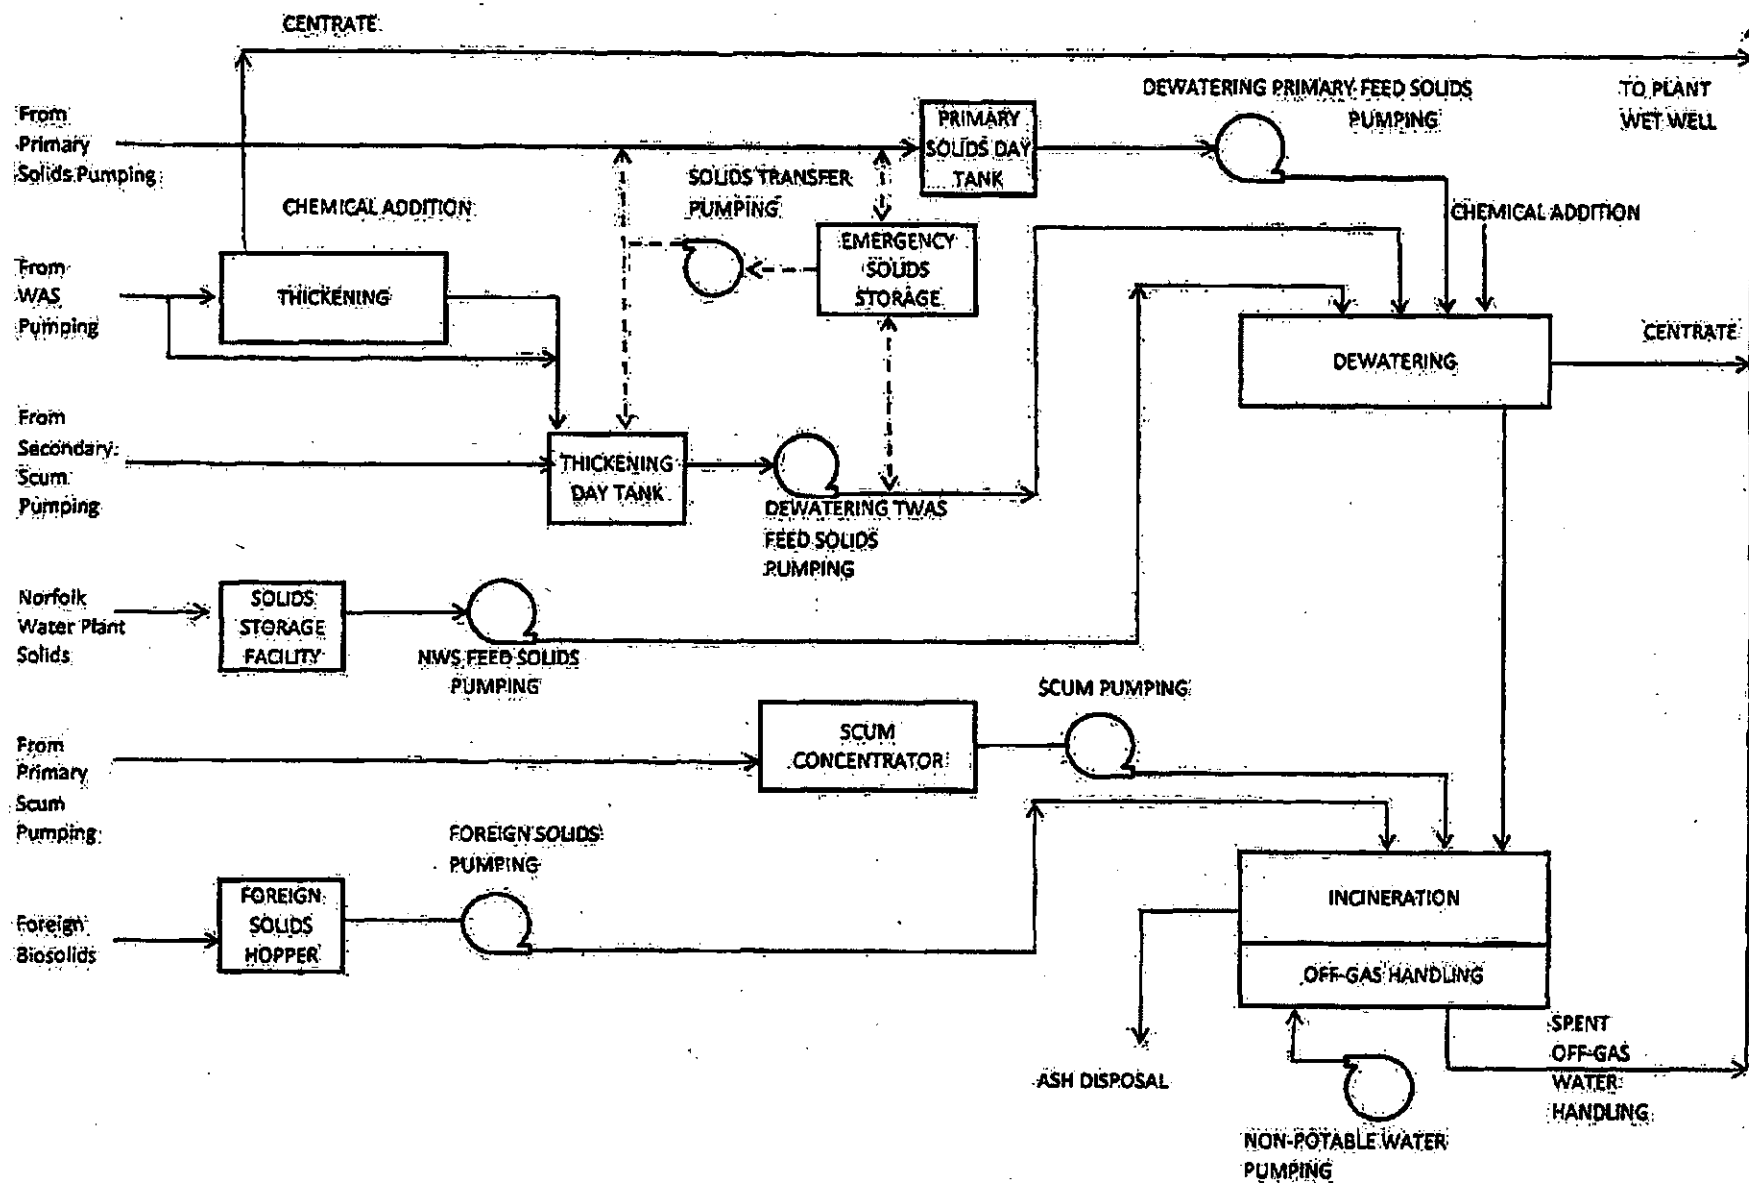 CENTRATE
DEWATERING PRIMARY FEED SOLIDS
PUMPING
TO PLANT
WET WELL
From
Primary
Solids Pumping
PRIMARY
SOLIDS DAY
TANK
SOLIDS TRANSFER
PUMPING
CHEMICAL ADDITION
CHEMICAL ADDITION
From
WAS
Pumping
THICKENING
EMERGENCY
SOLIDS
STORAGE
DEWATERING
CENTRATE
From
Secondary
Scum
Pumping
THICKENING
DAY TANK
DEWATERING TWAS
FEED SOLIDS
PUMPING
Norfolk
Water Plant
Solids
SOLIDS
STORAGE
FACILITY
NWS FEED SOLIDS
PUMPING
SCUM PUMPING
From
Primary
Scum
Pumping
SCUM
CONCENTRATOR
FOREIGN SOLIDS
PUMPING
Foreign
Biosolids
FOREIGN
SOLIDS
HOPPER
INCINERATION
OFF-GAS HANDLING
ASH DISPOSAL
SPENT
OFF-GAS
WATER
HANDLING
NON-POTABLE WATER
PUMPING